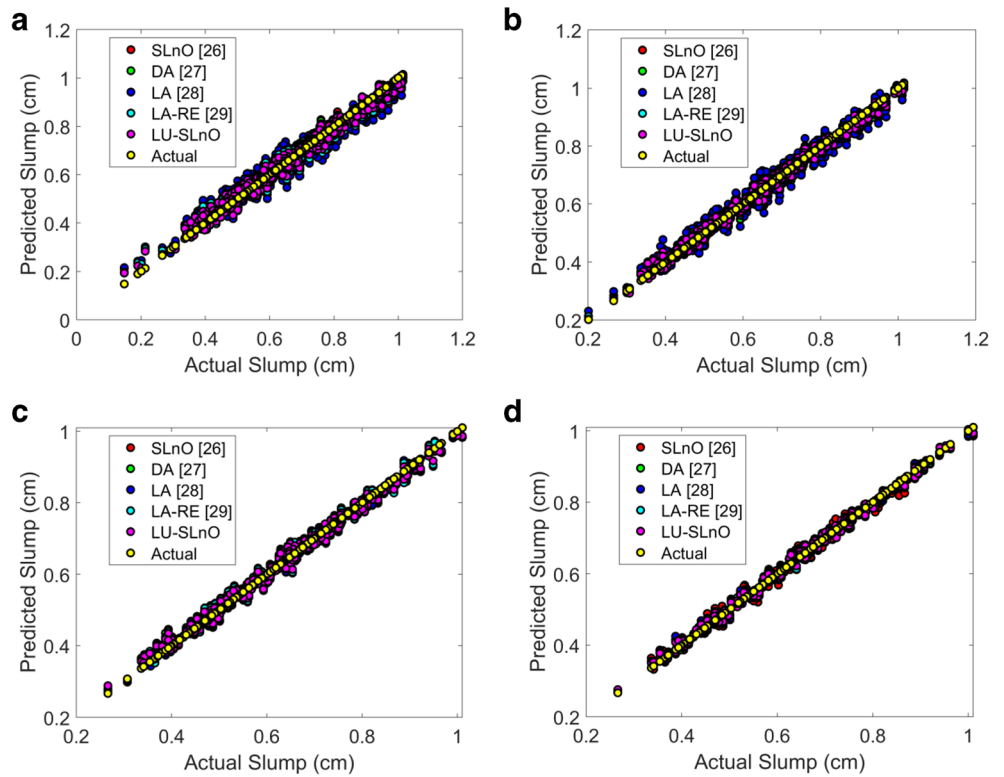 a
1.2
1
0.8
0.6
0.4
0.2
0
Predicted Slump (cm)
SLnO [26]
DA [27]
LA [28]
LA-RE [29]
LU-SLnO
Actual
0 0.2 0.4 0.6 0.8 1 1.2
Actual Slump (cm)
b
1.2
1
0.8
0.6
0.4
0.2
Predicted Slump (cm)
SLnO [26]
DA [27]
LA [28]
LA-RE [29]
LU-SLnO
Actual
0.2 0.4 0.6 0.8 1 1.2
Actual Slump (cm)
c
1
0.8
0.6
0.4
0.2
Predicted Slump (cm)
SLnO [26]
DA [27]
LA [28]
LA-RE [29]
LU-SLnO
Actual
0.2 0.4 0.6 0.8 1
Actual Slump (cm)
d
1
0.8
0.6
0.4
0.2
Predicted Slump (cm)
SLnO [26]
DA [27]
LA [28]
LA-RE [29]
LU-SLnO
Actual
0.2 0.4 0.6 0.8 1
Actual Slump (cm)